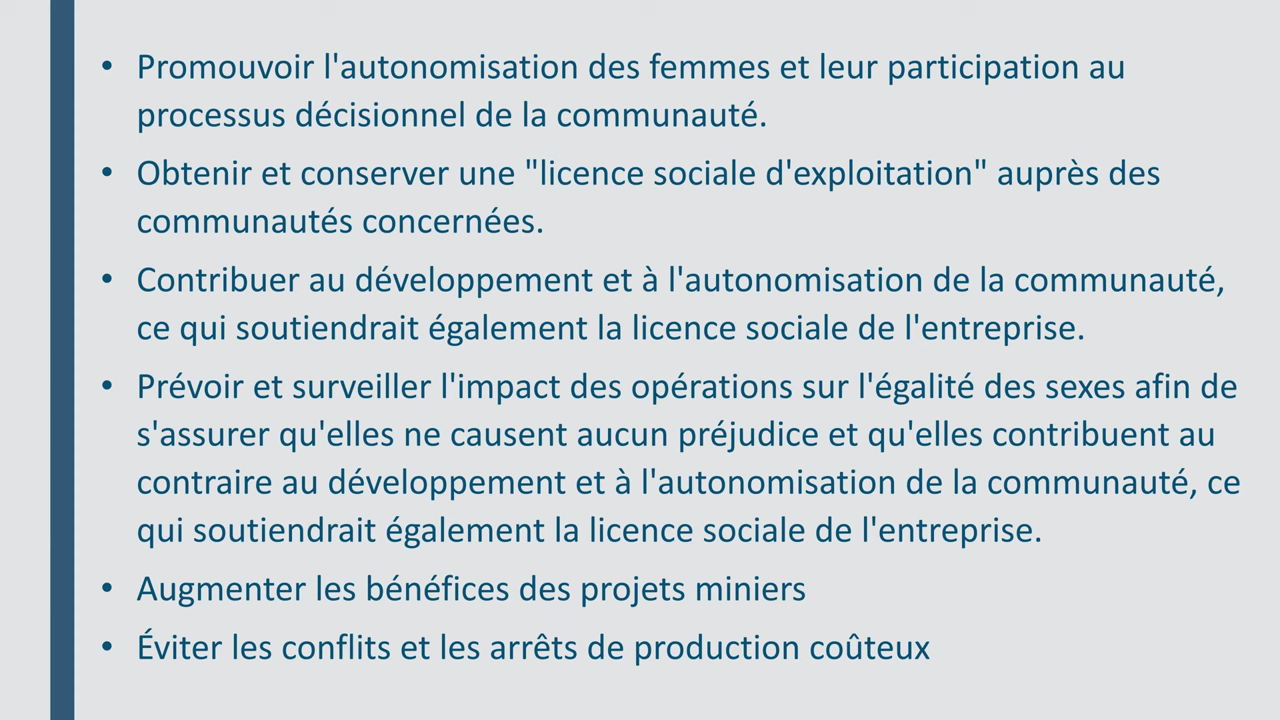 • Promouvoir l'autonomisation des femmes et leur participation au
processus décisionnel de la communauté.
• Obtenir et conserver une "licence sociale d'exploitation" auprès des
communautés concernées.
• Contribuer au développement et à l'autonomisation de la communauté,
ce qui soutiendrait également la licence sociale de l'entreprise.
• Prévoir et surveiller l'impact des opérations sur l'égalité des sexes afin de
s'assurer qu'elles ne causent aucun préjudice et qu'elles contribuent au
contraire au développement et à l'autonomisation de la communauté, ce
qui soutiendrait également la licence sociale de l'entreprise.
• Augmenter les bénéfices des projets miniers
• Éviter les conflits et les arrêts de production coûteux